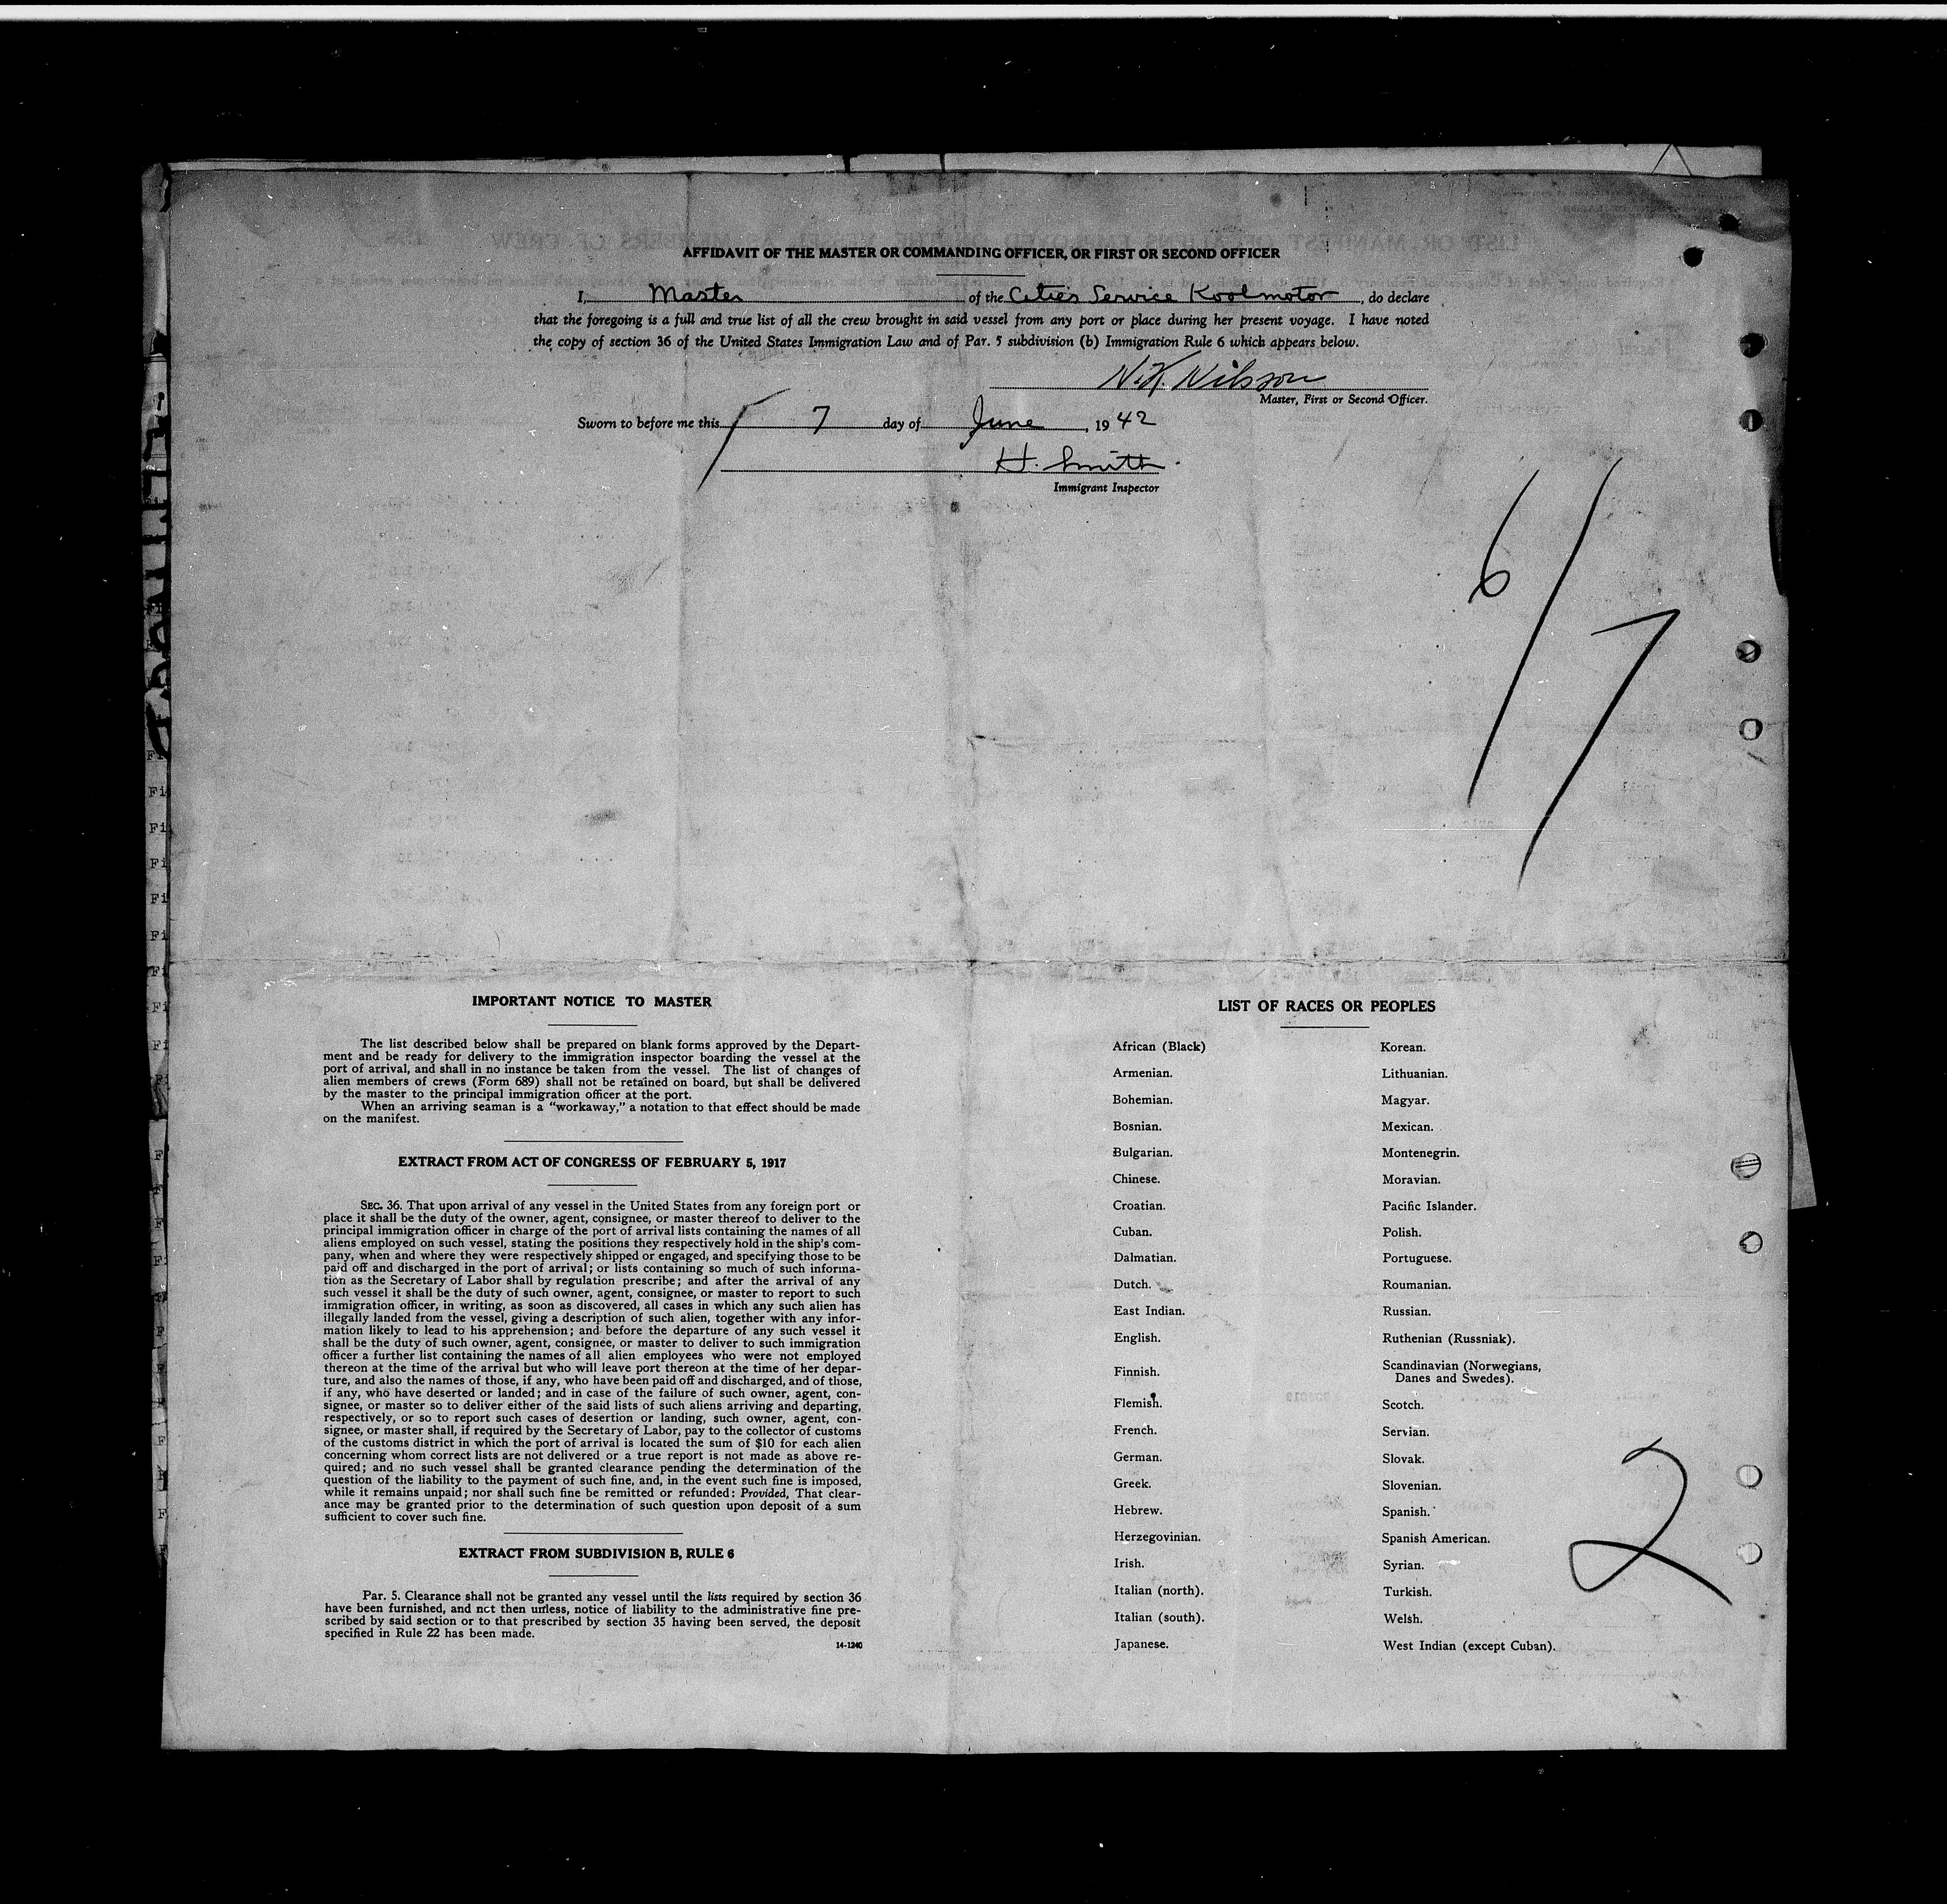 AFFIDAVIT OF THE MASTER OR COMMANDING OFFICER, OR FIRST OR SECOND OFFICER
I, Master of the Cities Service Koolmotor, do declare
that the foregoing is a full and true list of all the crew brought in said vessel from any port or place during her present voyage. I have noted
the copy of section 36 of the United States Immigration Law and of Par. 5 subdivision (b) Immigration Rule 6 which appears below.
N. K. Nilsson
Master, First or Second Officer.
Sworn to before me this 7 day of June, 1942
H. Smith
Immigrant Inspector
6/7
IMPORTANT NOTICE TO MASTER
The list described below shall be prepared on blank forms approved by the Depart-
ment and be ready for delivery to the immigration inspector boarding the vessel at the
port of arrival, and shall in no instance be taken from the vessel. The list of changes of
alien members of crews (Form 689) shall not be retained on board, but shall be delivered
by the master to the principal immigration officer at the port.
When an arriving seaman is a “workaway,” a notation to that effect should be made
on the manifest.
EXTRACT FROM ACT OF CONGRESS OF FEBRUARY 5, 1917
SEC. 36. That upon arrival of any vessel in the United States from any foreign port or
place it shall be the duty of the owner, agent, consignee, or master thereof to deliver to the
principal immigration officer in charge of the port of arrival lists containing the names of all
aliens employed on such vessel, stating the positions they respectively hold in the ship's com-
pany, when and where they were respectively shipped or engaged, and specifying those to be
paid off and discharged in the port of arrival; or lists containing so much of such informa-
tion as the Secretary of Labor shall by regulation prescribe; and after the arrival of any
such vessel it shall be the duty of such owner, agent, consignee, or master to report to such
immigration officer, in writing, as soon as discovered, all cases in which any such alien has
illegally landed from the vessel, giving a description of such alien, together with any infor-
mation likely to lead to his apprehension; and before the departure of any such vessel it
shall be the duty of such owner, agent, consignee, or master to deliver to such immigration
officer a further list containing the names of all alien employees who were not employed
thereon at the time of the arrival but who will leave port thereon at the time of her depar-
ture, and also the names of those, if any, who have been paid off and discharged, and of those,
if any, who have deserted or landed; and in case of the failure of such owner, agent, con-
signee, or master so to deliver either of the said lists of such aliens arriving and departing,
respectively, or so to report such cases of desertion or landing, such owner, agent, con-
signee, or master shall, if required by the Secretary of Labor, pay to the collector of customs
of the customs district in which the port of arrival is located the sum of $10 for each alien
concerning whom correct lists are not delivered or a true report is not made as above re-
quired; and no such vessel shall be granted clearance pending the determination of the
question of the liability to the payment of such fine, and, in the event such fine is imposed,
while it remains unpaid; nor shall such fine be remitted or refunded: Provided, That clear-
ance may be granted prior to the determination of such question upon deposit of a sum
sufficient to cover such fine.
EXTRACT FROM SUBDIVISION B, RULE 6
Par. 5. Clearance shall not be granted any vessel until the lists required by section 36
have been furnished, and not then unless, notice of liability to the administrative fine pre-
scribed by said section or to that prescribed by section 35 having been served, the deposit
specified in Rule 22 has been made.
14-1240
LIST OF RACES OR PEOPLES
African (Black)
Armenian.
Bohemian.
Bosnian.
Bulgarian.
Chinese.
Croatian.
Cuban.
Dalmatian.
Dutch.
East Indian.
English.
Finnish.
Flemish.
French.
German.
Greek.
Hebrew.
Herzegovinian.
Irish.
Italian (north).
Italian (south).
Japanese.
Korean.
Lithuanian.
Magyar.
Mexican.
Montenegrin.
Moravian.
Pacific Islander.
Polish.
Portuguese.
Roumanian.
Russian.
Ruthenian (Russniak).
Scandinavian (Norwegians,
Danes and Swedes).
Scotch.
Servian.
Slovak.
Slovenian.
Spanish.
Spanish American.
Syrian.
Turkish.
Welsh.
West Indian (except Cuban).
2